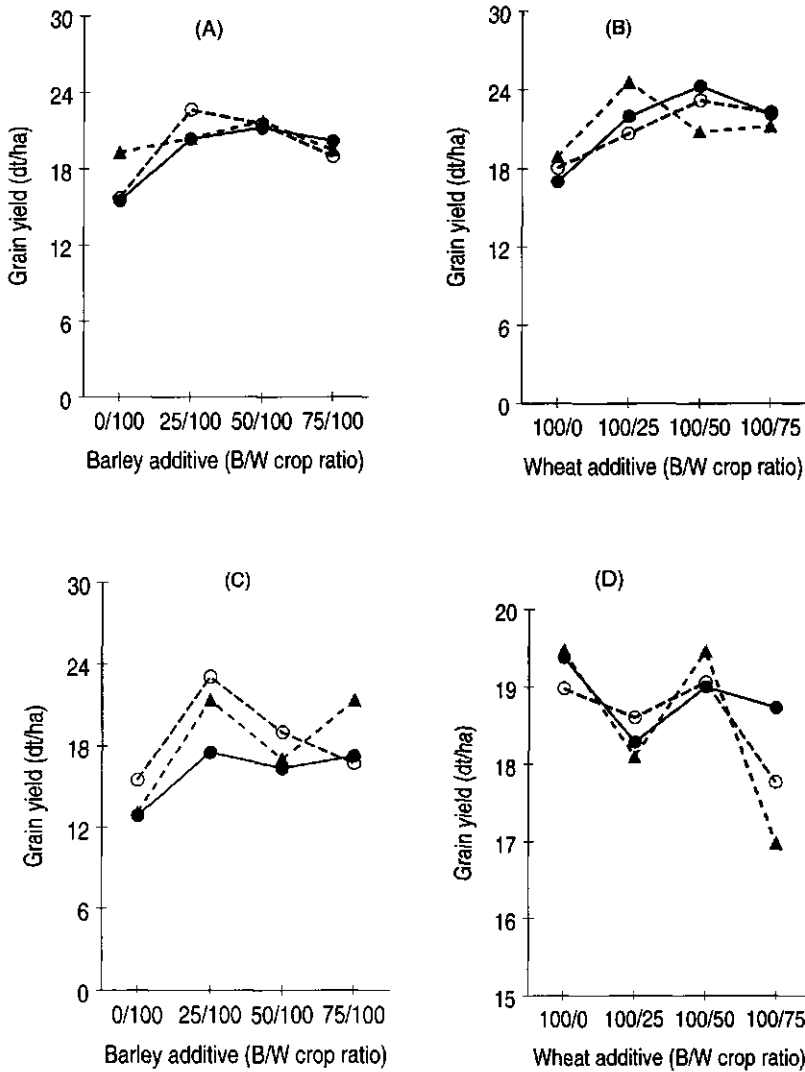 (A)
30
24
18
12
6
0
Grain yield (dt/ha)
0/100 25/100 50/100 75/100
Barley additive (B/W crop ratio)
(B)
30
24
18
12
6
0
Grain yield (dt/ha)
100/0 100/25 100/50 100/75
Wheat additive (B/W crop ratio)
(C)
30
24
18
12
6
0
Grain yield (dt/ha)
0/100 25/100 50/100 75/100
Barley additive (B/W crop ratio)
(D)
20
19
18
17
16
15
Grain yield (dt/ha)
100/0 100/25 100/50 100/75
Wheat additive (B/W crop ratio)